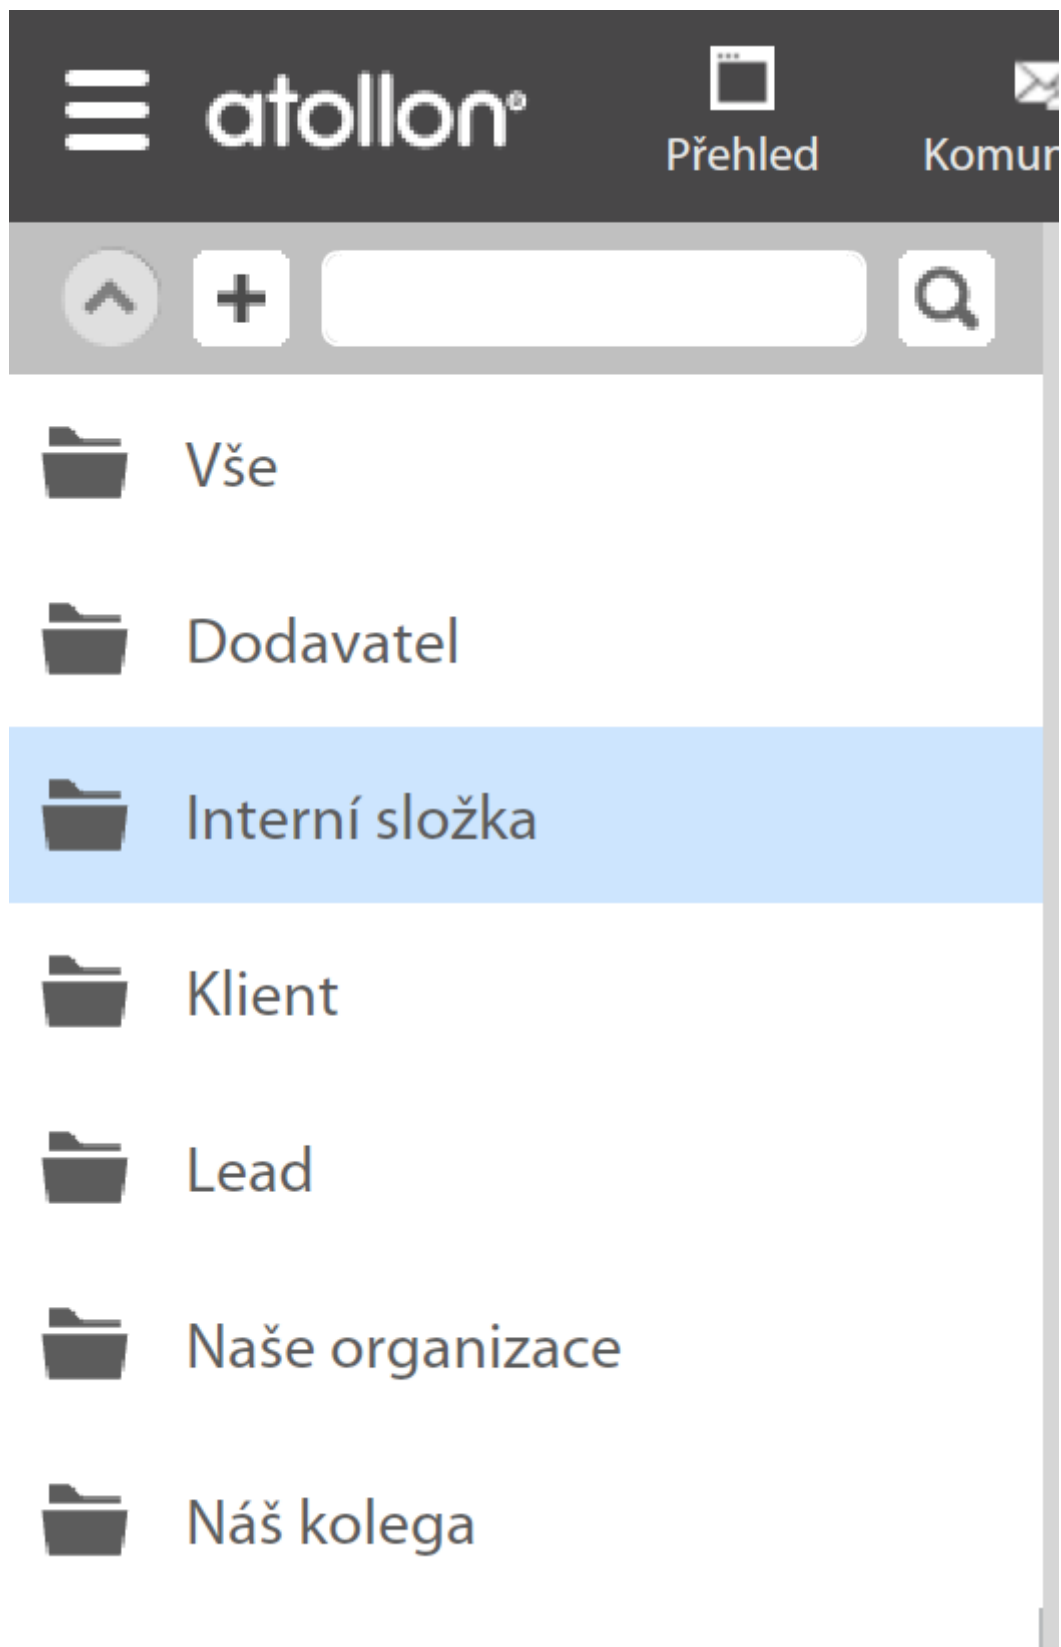 atollon®
Přehled
Vše
Dodavatel
Interní složka
Klient
Lead
Naše organizace
Náš kolega